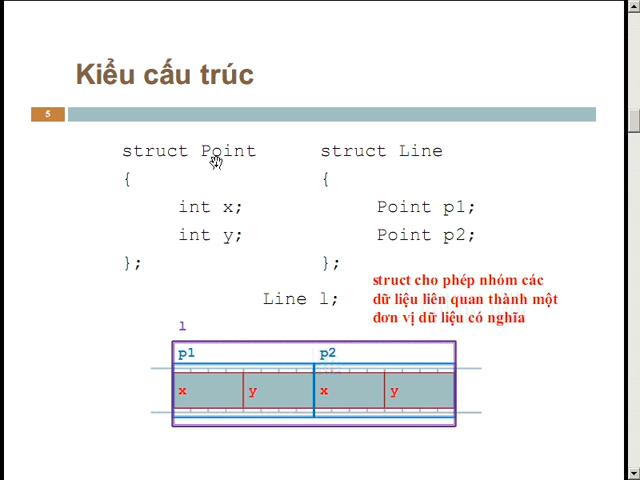 Kiểu cấu trúc
5
struct Point
{
int x;
int y;
};
struct Line
{
Point p1;
Point p2;
};
Line l;
struct cho phép nhóm các
dữ liệu liên quan thành một
đơn vị dữ liệu có nghĩa
l
p1 p2
x y x y